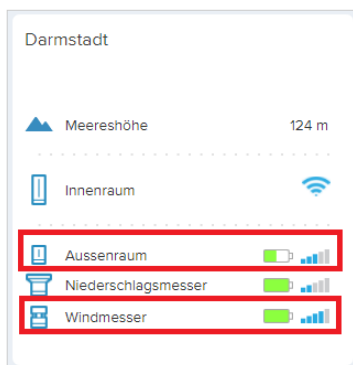 Darmstadt
Meereshöhe 124 m
Innenraum
Aussenraum
Niederschlagsmesser
Windmesser